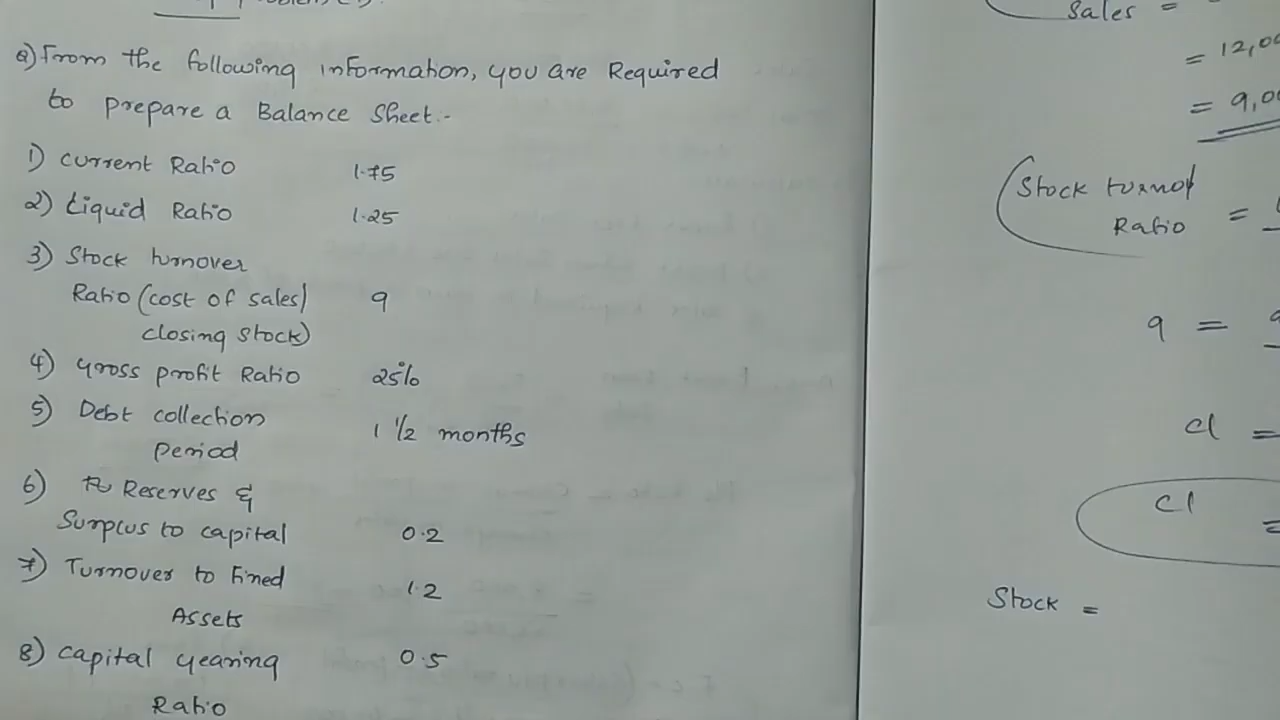 Q) From the following information, you are Required
to prepare a Balance Sheet:-
1) Current Ratio 1.75
2) Liquid Ratio 1.25
3) Stock turnover
Ratio (cost of sales/ 9
closing stock)
4) Gross profit Ratio 25%
5) Debt collection
period 1 1/2 months
6) Reserves &
Surplus to capital 0.2
7) Turnover to Fixed 1.2
Assets
8) Capital gearing 0.5
Ratio
Sales =
= 12,00
= 9,00
Stock turnov
Ratio =
9 =
Cl =
Cl =
Stock =